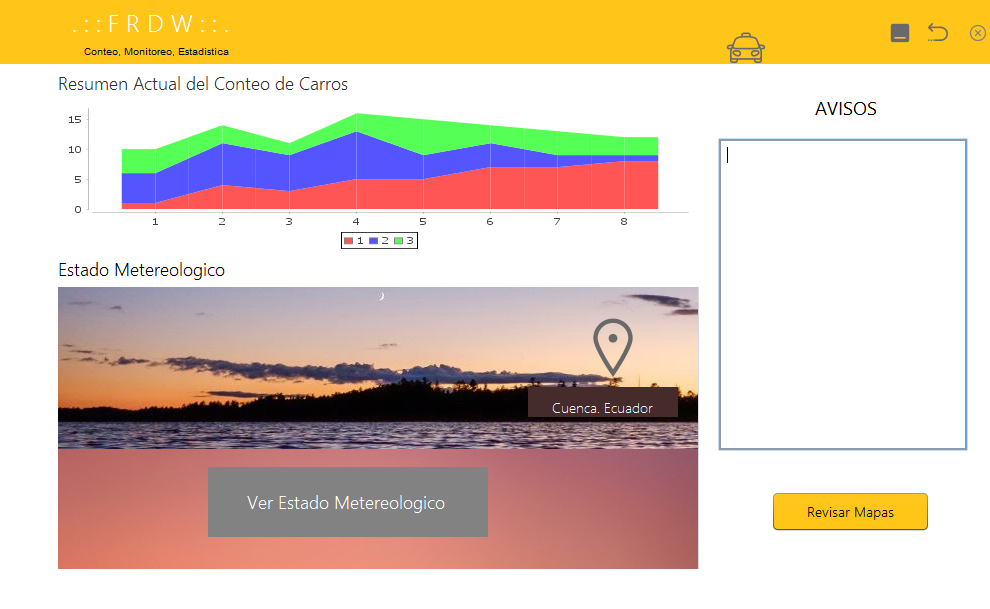 .::FRDW::.
Conteo, Monitoreo, Estadistica
Resumen Actual del Conteo de Carros
AVISOS
15
10
5
0
1 2 3 4 5 6 7 8
1 2 3
Estado Metereologico
Cuenca. Ecuador
Ver Estado Metereologico
Revisar Mapas